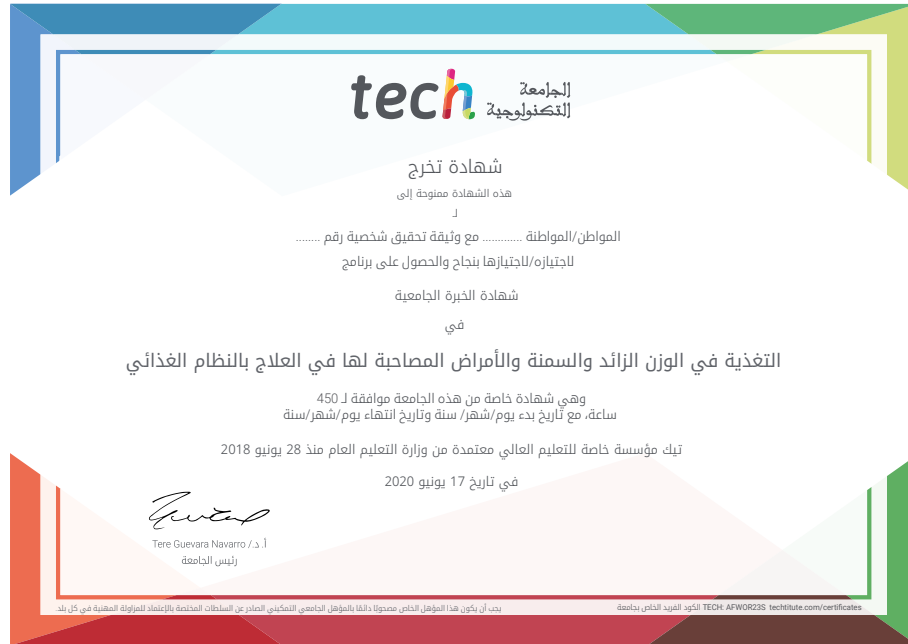 tech الجامعة
التكنولوجية
شهادة تخرج
هذه الشهادة ممنوحة إلى
لـ
المواطن/المواطنة ............. مع وثيقة تحقيق شخصية رقم ........
لاجتيازه/لاجتيازها بنجاح والحصول على برنامج
شهادة الخبرة الجامعية
في
التغذية في الوزن الزائد والسمنة والأمراض المصاحبة لها في العلاج بالنظام الغذائي
وهي شهادة خاصة من هذه الجامعة موافقة لـ 450
ساعة، مع تاريخ بدء يوم/شهر/ سنة وتاريخ انتهاء يوم/شهر/سنة
تيك مؤسسة خاصة للتعليم العالي معتمدة من وزارة التعليم العام منذ 28 يونيو 2018
في تاريخ 17 يونيو 2020
أ.د/ Tere Guevara Navarro
رئيس الجامعة
يجب أن يكون هذا المؤهل الخاص مصحوبًا دائمًا بالمؤهل الجامعي التمكيني الصادر عن السلطات المختصة بالإعتماد للمزاولة المهنية في كل بلد.
الكود الفريد الخاص بجامعة TECH: AFWOR23S techtitute.com/certificates